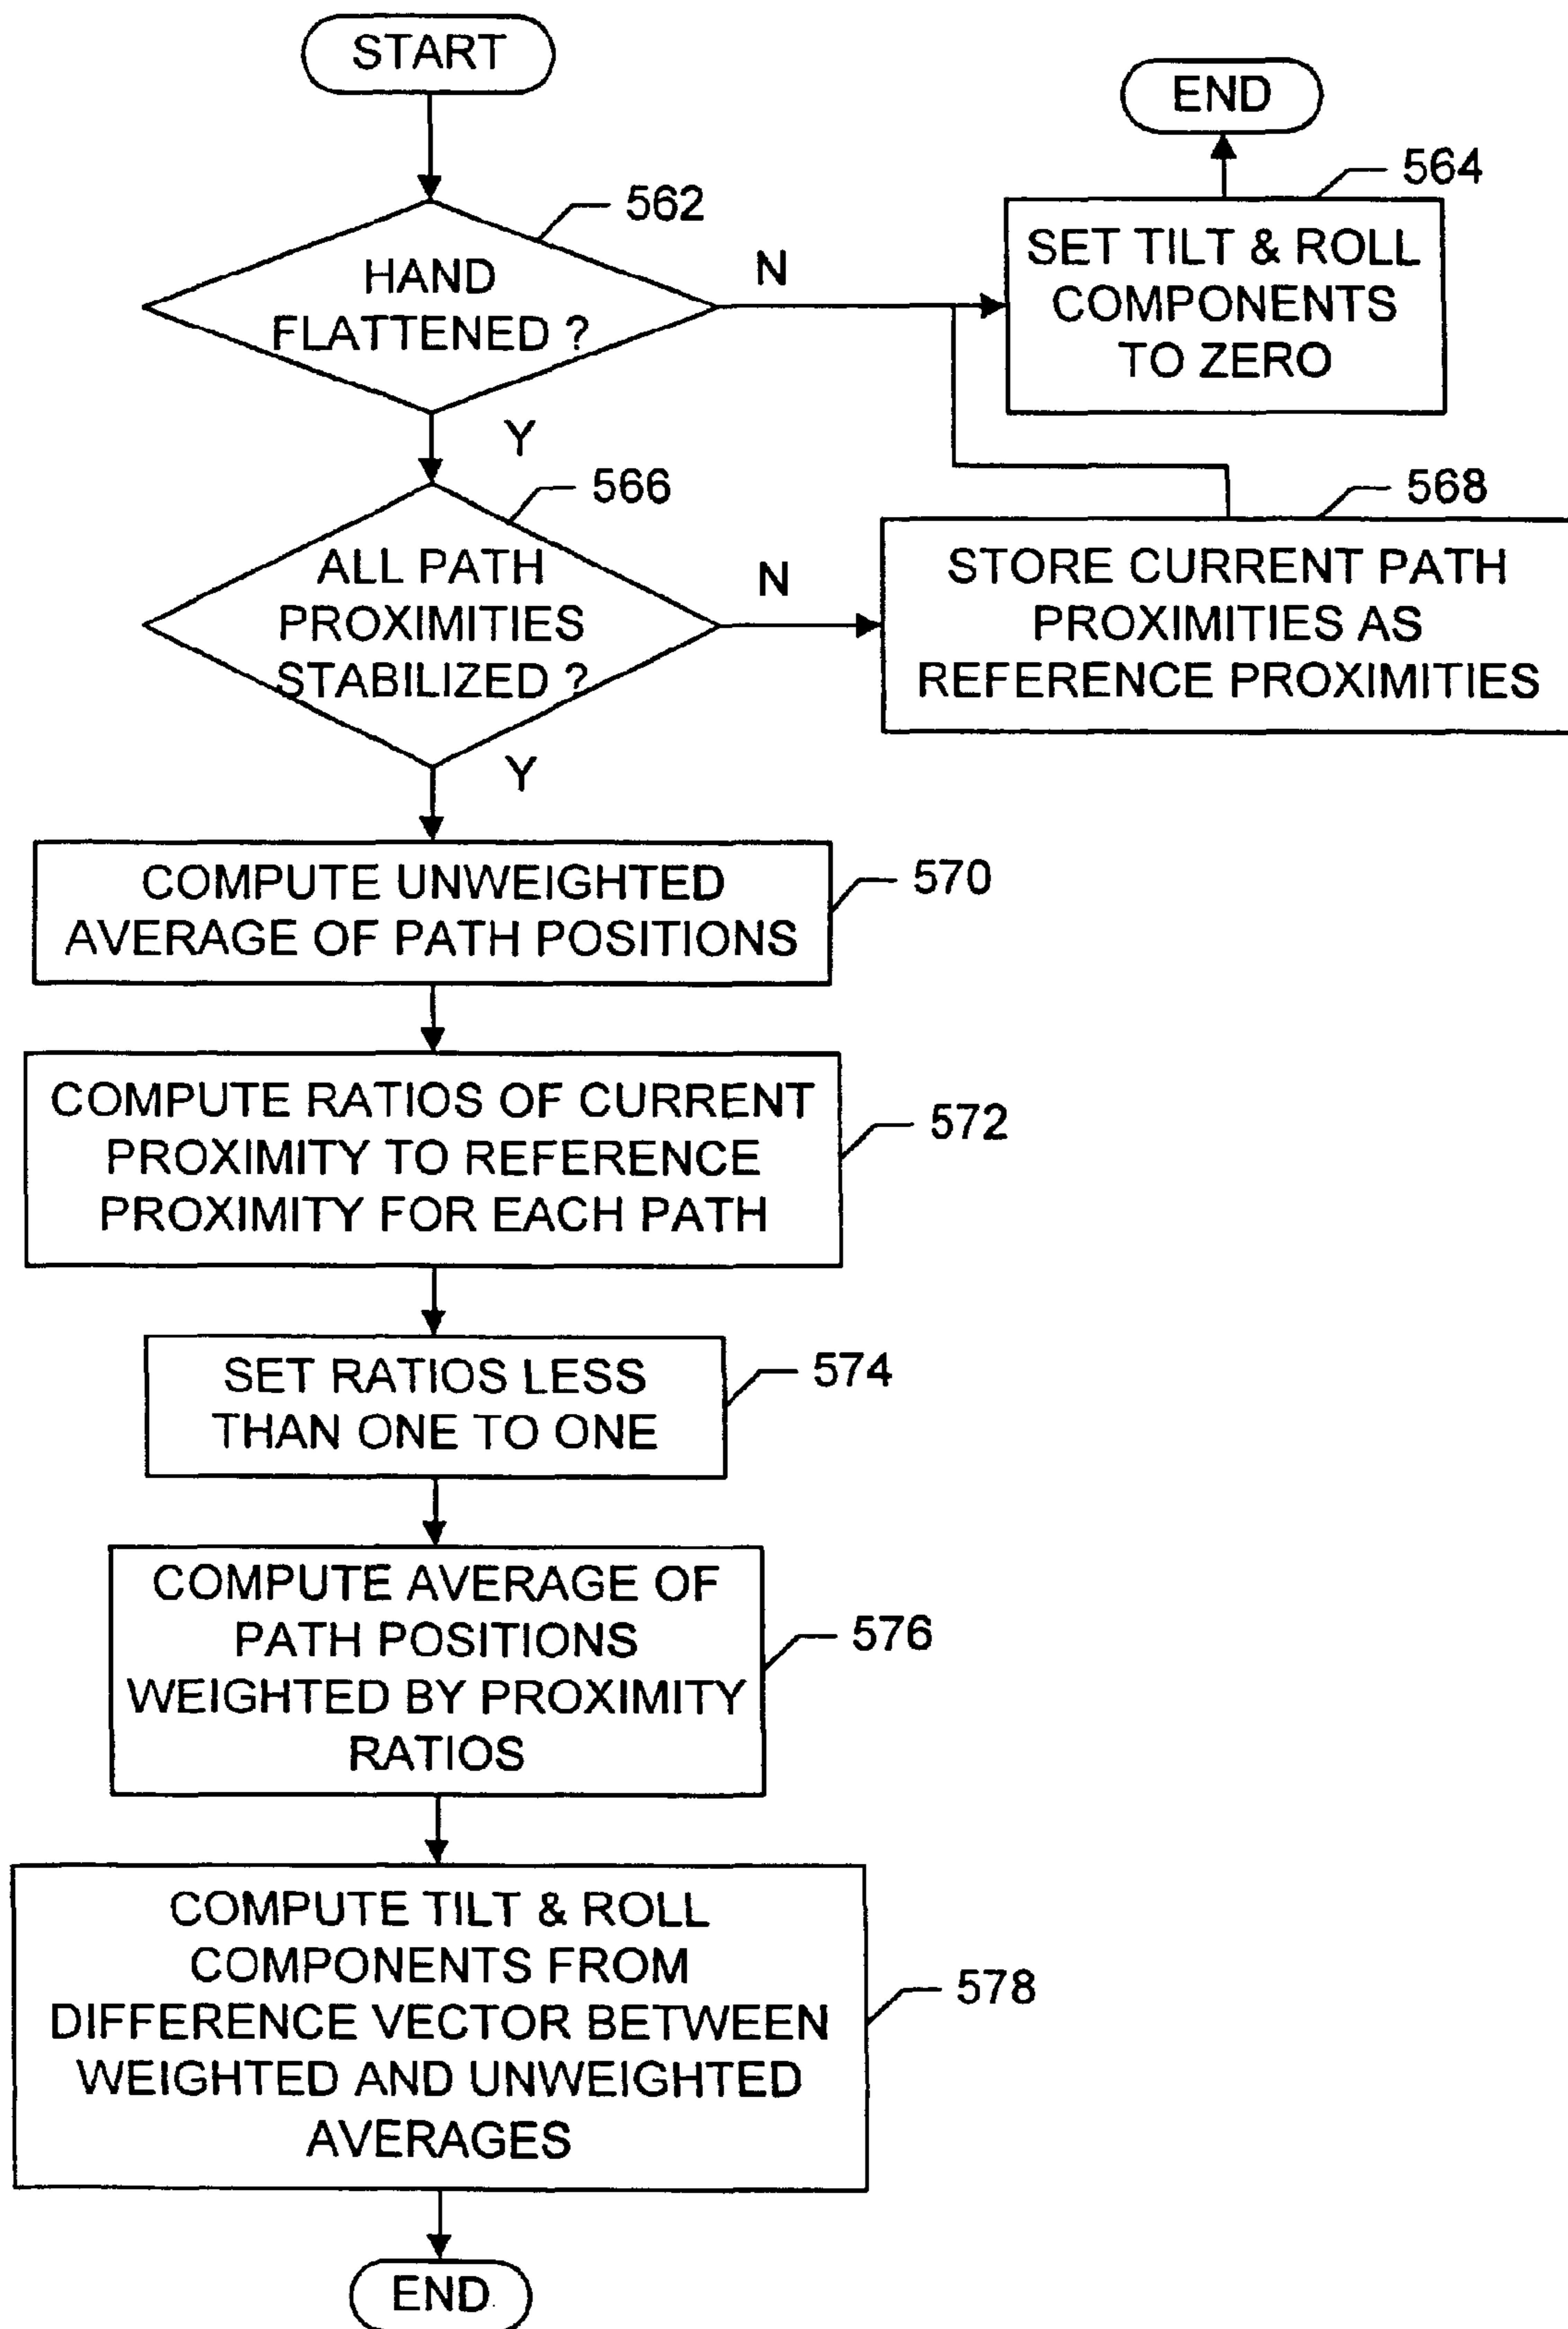 START
END
562
564
HAND
FLATTENED ?
N
SET TILT & ROLL
COMPONENTS
TO ZERO
Y
566
568
ALL PATH
PROXIMITIES
STABILIZED ?
N
STORE CURRENT PATH
PROXIMITIES AS
REFERENCE PROXIMITIES
Y
COMPUTE UNWEIGHTED
AVERAGE OF PATH POSITIONS
570
COMPUTE RATIOS OF CURRENT
PROXIMITY TO REFERENCE
PROXIMITY FOR EACH PATH
572
SET RATIOS LESS
THAN ONE TO ONE
574
COMPUTE AVERAGE OF
PATH POSITIONS
WEIGHTED BY PROXIMITY
RATIOS
576
COMPUTE TILT & ROLL
COMPONENTS FROM
DIFFERENCE VECTOR BETWEEN
WEIGHTED AND UNWEIGHTED
AVERAGES
578
END